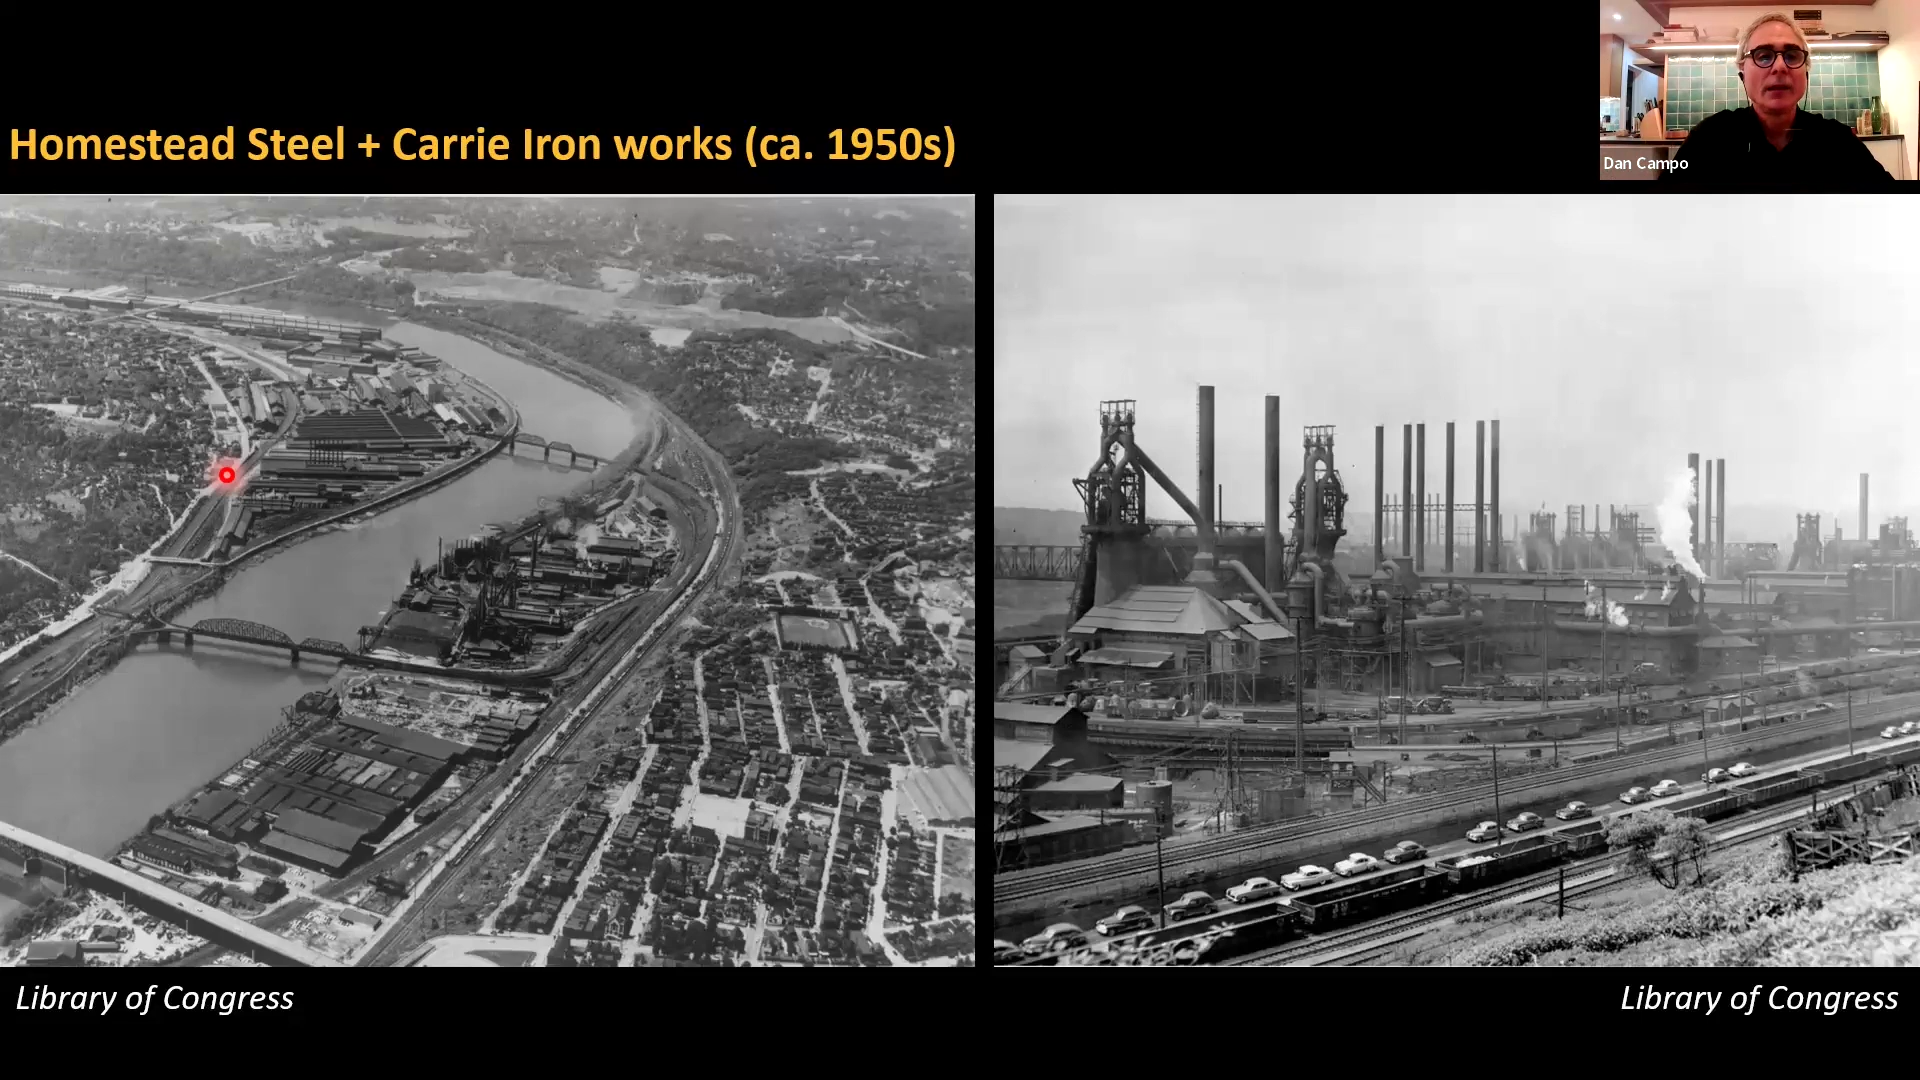 Homestead Steel + Carrie Iron works (ca. 1950s)
Dan Campo
Library of Congress
Library of Congress